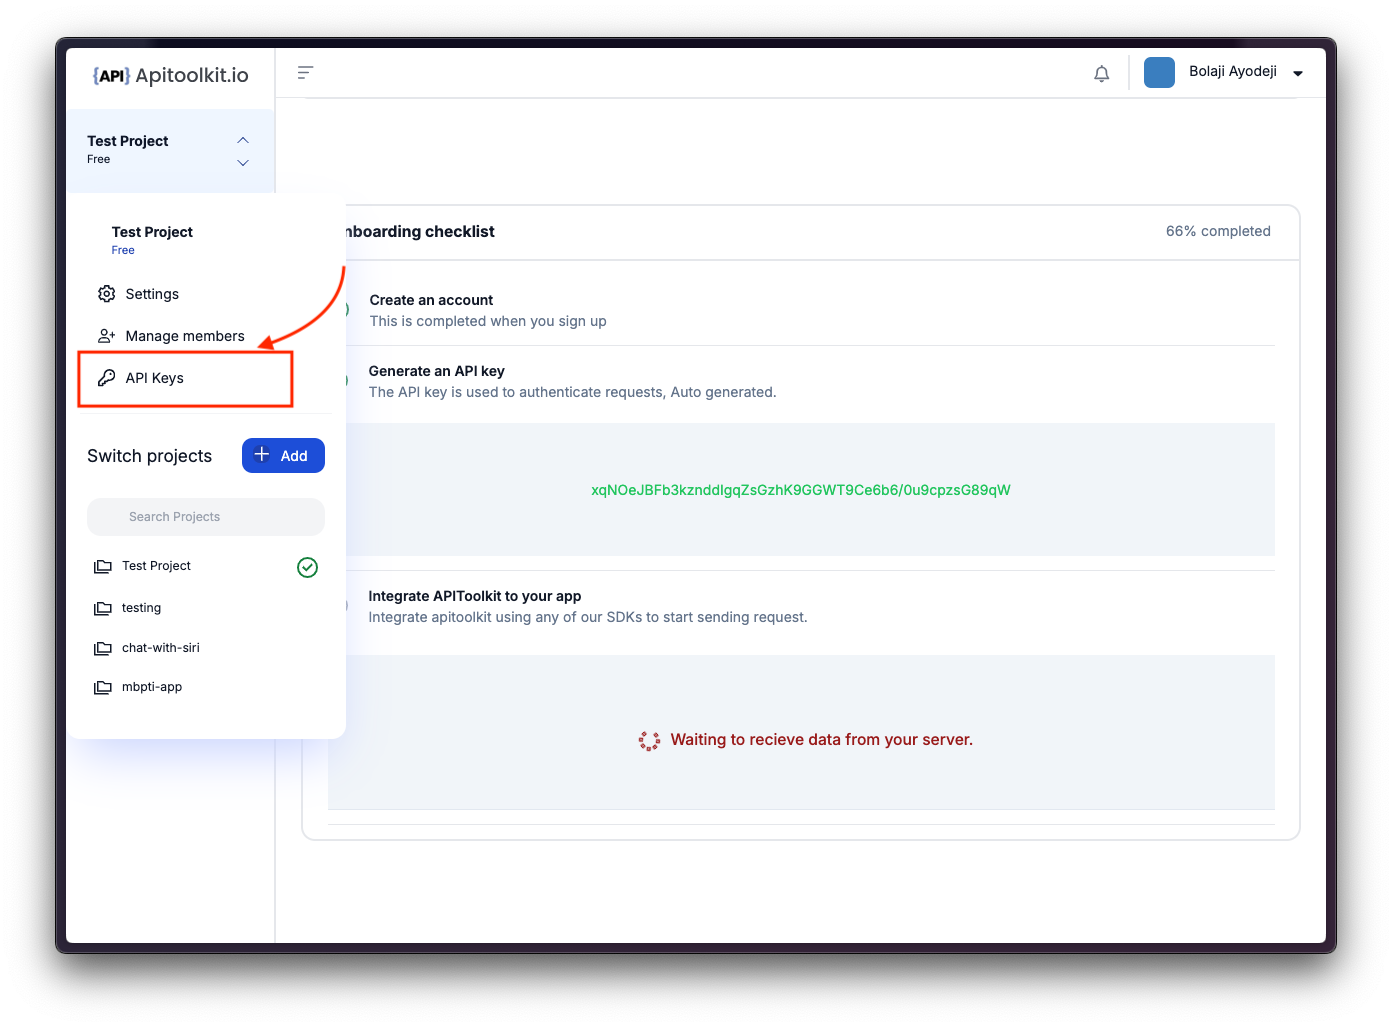 {API} Apitoolkit.io
Bolaji Ayodeji
Test Project
Free
Test Project
Free
Settings
Manage members
API Keys
Switch projects
Add
Search Projects
Test Project
testing
chat-with-siri
mbpti-app
nboarding checklist
66% completed
Create an account
This is completed when you sign up
Generate an API key
The API key is used to authenticate requests, Auto generated.
xqNOeJBFb3kznddIgqZsGzhK9GGWT9Ce6b6/0u9cpzsG89qW
Integrate APIToolkit to your app
Integrate apitoolkit using any of our SDKs to start sending request.
Waiting to recieve data from your server.